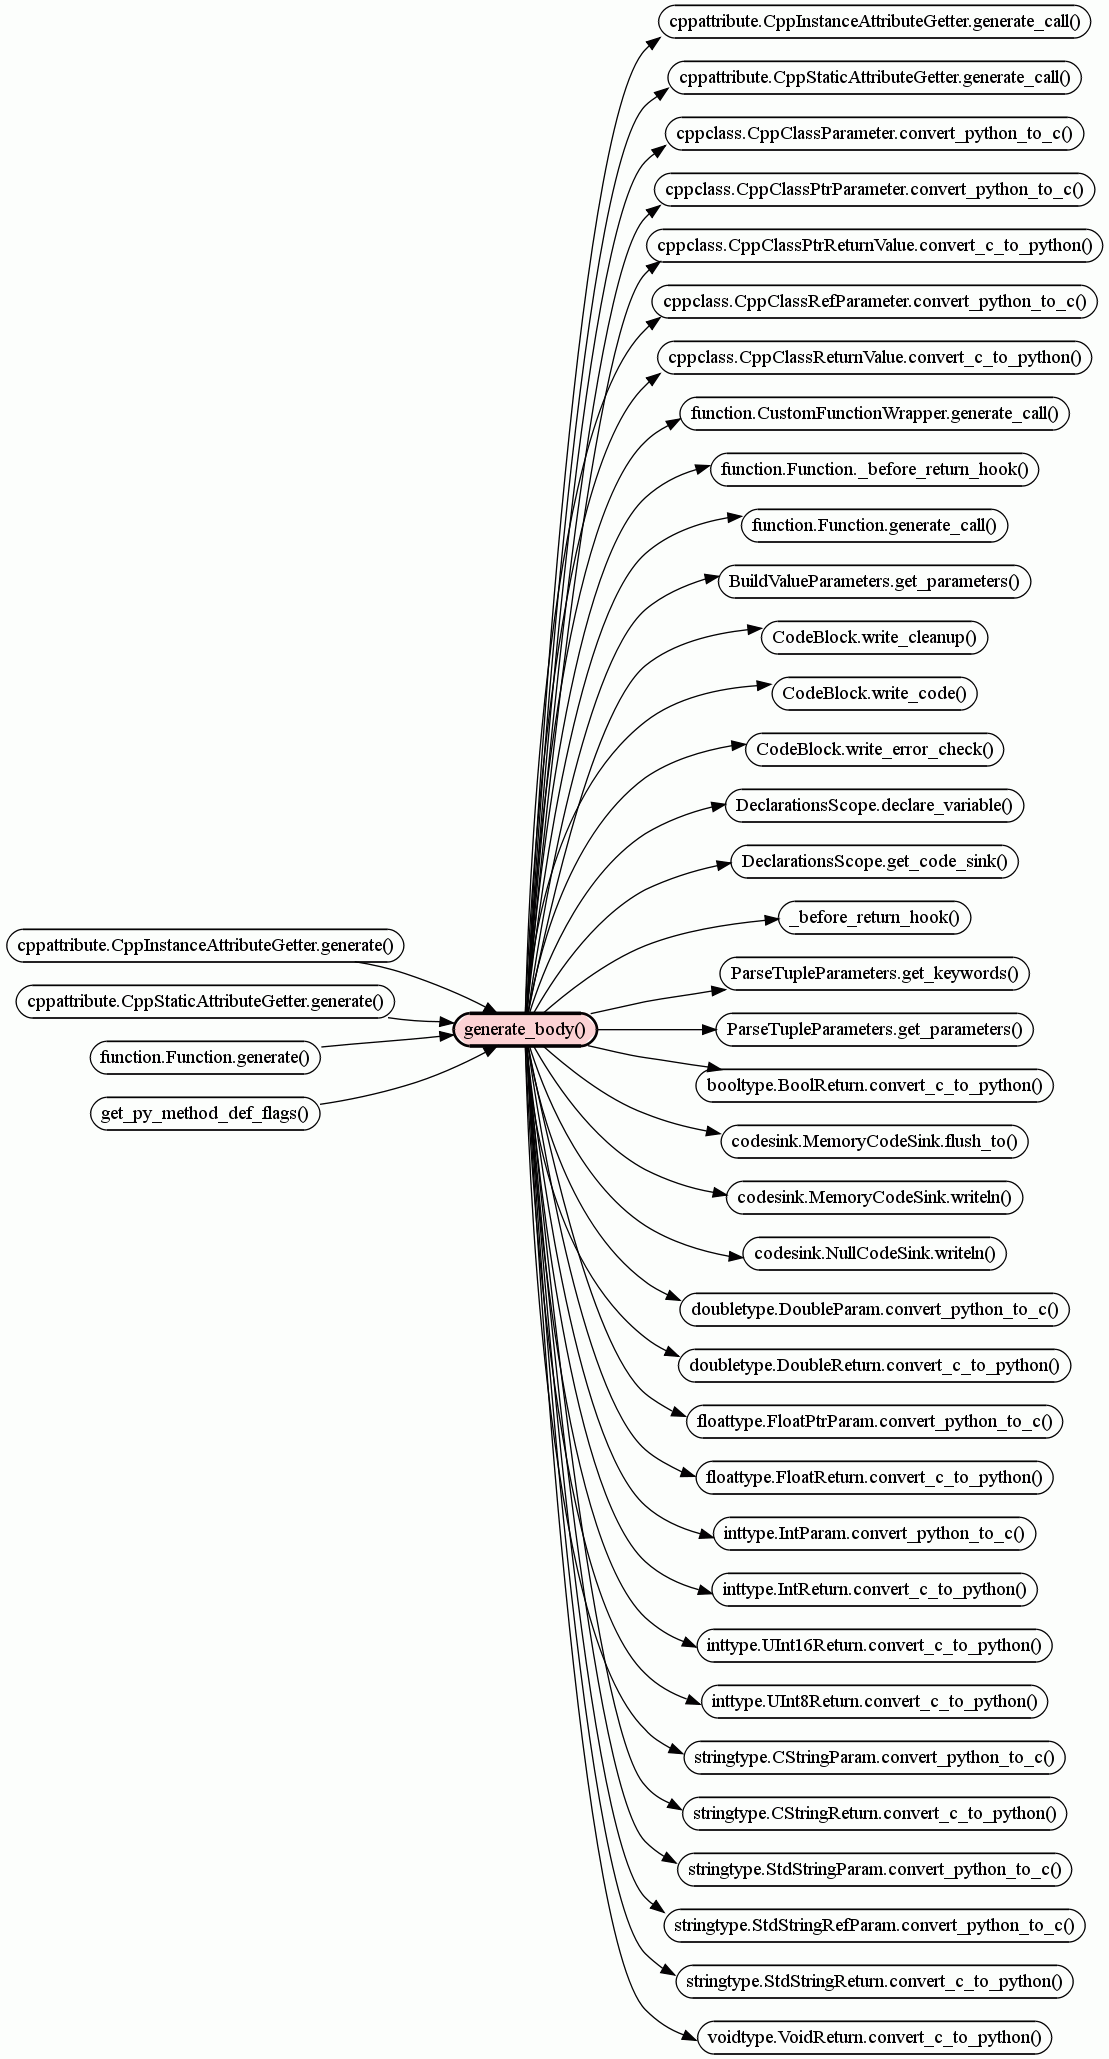 cppattribute.CppInstanceAttributeGetter.generate_call()
cppattribute.CppStaticAttributeGetter.generate_call()
cppclass.CppClassParameter.convert_python_to_c()
cppclass.CppClassPtrParameter.convert_python_to_c()
cppclass.CppClassPtrReturnValue.convert_c_to_python()
cppclass.CppClassRefParameter.convert_python_to_c()
cppclass.CppClassReturnValue.convert_c_to_python()
function.CustomFunctionWrapper.generate_call()
function.Function._before_return_hook()
function.Function.generate_call()
BuildValueParameters.get_parameters()
CodeBlock.write_cleanup()
CodeBlock.write_code()
CodeBlock.write_error_check()
DeclarationsScope.declare_variable()
DeclarationsScope.get_code_sink()
_before_return_hook()
cppattribute.CppInstanceAttributeGetter.generate()
ParseTupleParameters.get_keywords()
cppattribute.CppStaticAttributeGetter.generate()
generate_body()
ParseTupleParameters.get_parameters()
function.Function.generate()
booltype.BoolReturn.convert_c_to_python()
get_py_method_def_flags()
codesink.MemoryCodeSink.flush_to()
codesink.MemoryCodeSink.writeln()
codesink.NullCodeSink.writeln()
doubletype.DoubleParam.convert_python_to_c()
doubletype.DoubleReturn.convert_c_to_python()
floattype.FloatPtrParam.convert_python_to_c()
floattype.FloatReturn.convert_c_to_python()
inttype.IntParam.convert_python_to_c()
inttype.IntReturn.convert_c_to_python()
inttype.UInt16Return.convert_c_to_python()
inttype.UInt8Return.convert_c_to_python()
stringtype.CStringParam.convert_python_to_c()
stringtype.CStringReturn.convert_c_to_python()
stringtype.StdStringParam.convert_python_to_c()
stringtype.StdStringRefParam.convert_python_to_c()
stringtype.StdStringReturn.convert_c_to_python()
voidtype.VoidReturn.convert_c_to_python()